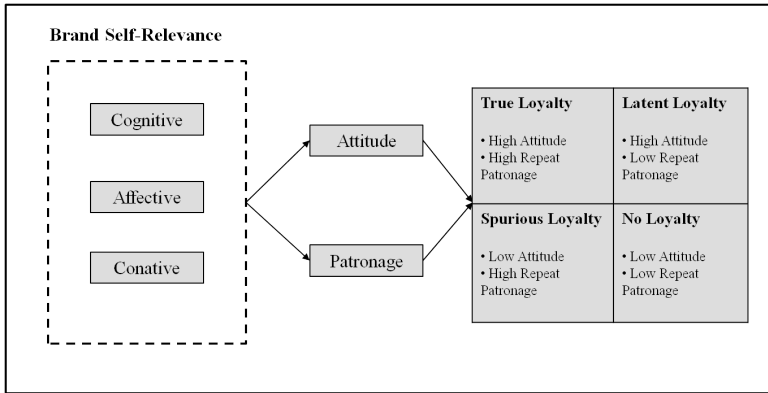 Brand Self-Relevance
Cognitive
Affective
Conative
Attitude
Patronage
True Loyalty
• High Attitude
• High Repeat
Patronage
Latent Loyalty
• High Attitude
• Low Repeat
Patronage
Spurious Loyalty
• Low Attitude
• High Repeat
Patronage
No Loyalty
• Low Attitude
• Low Repeat
Patronage